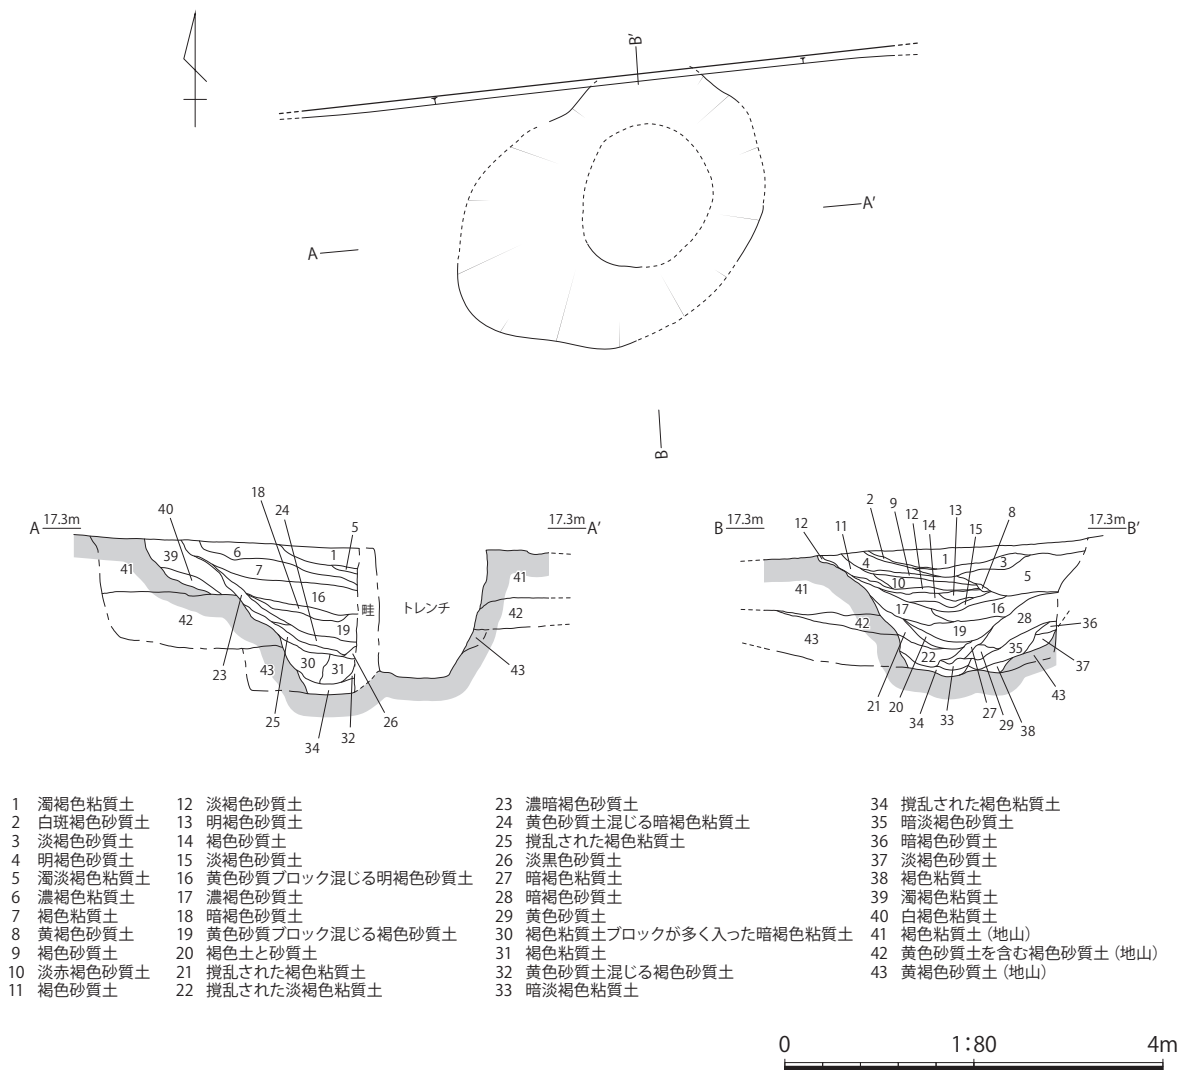 B′
A′
A
B
A 17.3m
17.3m A′
40
18
24
5
39
6
1
7
41
16
41
畦
トレンチ
42
19
42
23
43
30
31
43
25
34
32
26
B 17.3m
17.3m B′
12
11
2
9
12
14
13
15
8
4
1
3
10
5
41
17
16
28
36
42
43
19
22
35
37
43
21
20
34
33
27
29
38
1 濁褐色粘質土
2 白斑褐色砂質土
3 淡褐色砂質土
4 明褐色砂質土
5 濁淡褐色粘質土
6 濃褐色粘質土
7 褐色粘質土
8 黄褐色砂質土
9 褐色砂質土
10 淡赤褐色砂質土
11 褐色砂質土
12 淡褐色砂質土
13 明褐色砂質土
14 褐色砂質土
15 淡褐色砂質土
16 黄色砂質ブロック混じる明褐色砂質土
17 濃褐色砂質土
18 暗褐色砂質土
19 黄色砂質ブロック混じる褐色砂質土
20 褐色土と砂質土
21 撹乱された褐色粘質土
22 撹乱された淡褐色粘質土
23 濃暗褐色砂質土
24 黄色砂質土混じる暗褐色粘質土
25 撹乱された褐色粘質土
26 淡黒色砂質土
27 暗褐色粘質土
28 暗褐色砂質土
29 黄色砂質土
30 褐色粘質土ブロックが多く入った暗褐色粘質土
31 褐色粘質土
32 黄色砂質土混じる褐色砂質土
33 暗淡褐色粘質土
34 撹乱された褐色粘質土
35 暗淡褐色砂質土
36 暗褐色砂質土
37 淡褐色砂質土
38 褐色粘質土
39 濁褐色粘質土
40 白褐色粘質土
41 褐色粘質土（地山）
42 黄色砂質土を含む褐色砂質土（地山）
43 黄褐色砂質土（地山）
0 1：80 4m